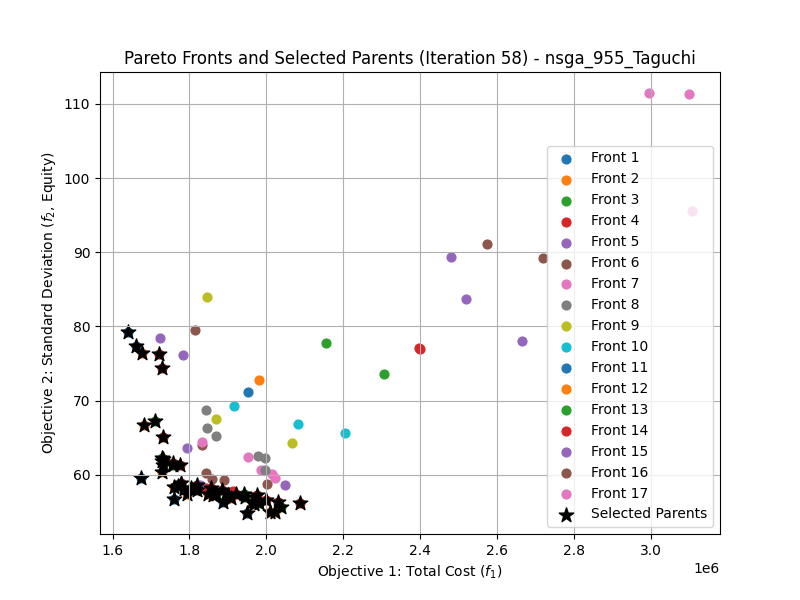 Pareto Fronts and Selected Parents (Iteration 58) - nsga_955_Taguchi
Objective 2: Standard Deviation (f₂, Equity)
110
100
90
80
70
60
Front 1
Front 2
Front 3
Front 4
Front 5
Front 6
Front 7
Front 8
Front 9
Front 10
Front 11
Front 12
Front 13
Front 14
Front 15
Front 16
Front 17
Selected Parents
1.6 1.8 2.0 2.2 2.4 2.6 2.8 3.0
1e6
Objective 1: Total Cost (f₁)